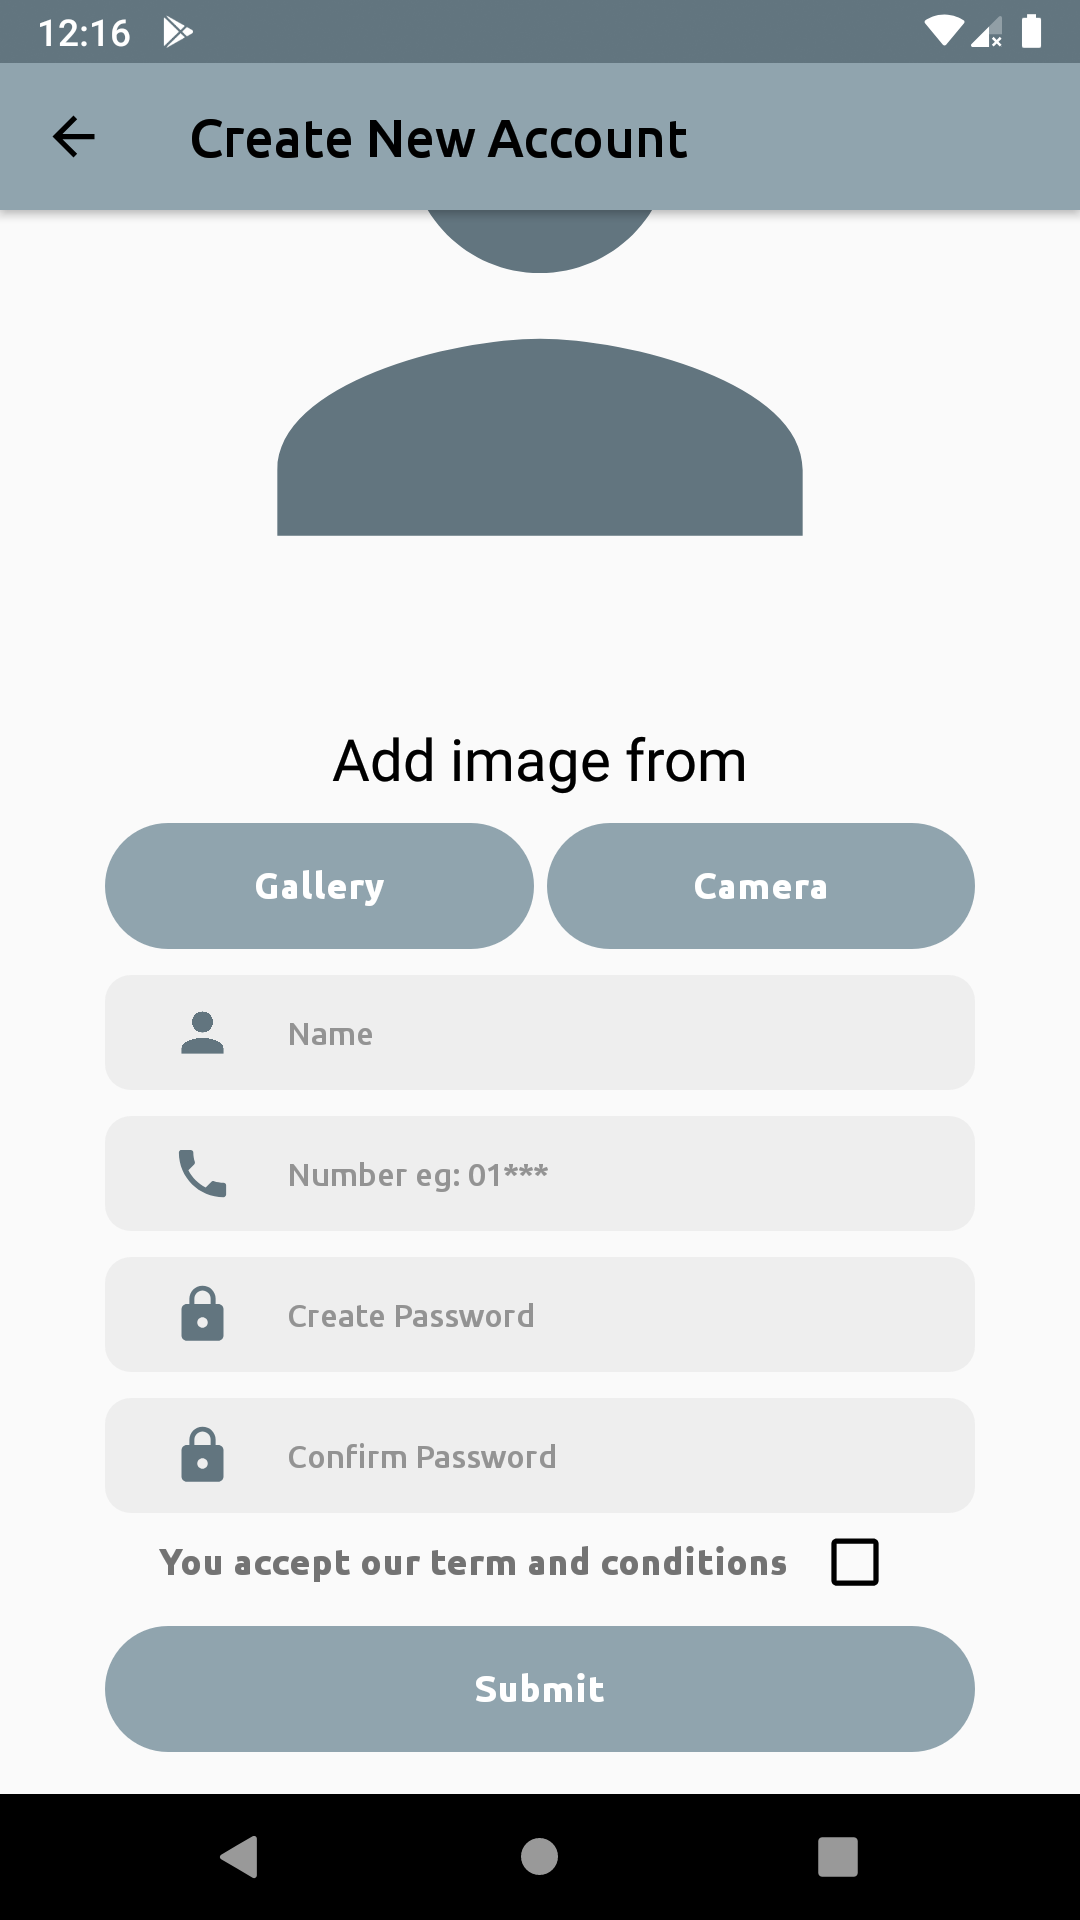 12:16
Create New Account
Add image from
Gallery
Camera
Name
Number eg: 01***
Create Password
Confirm Password
You accept our term and conditions
Submit